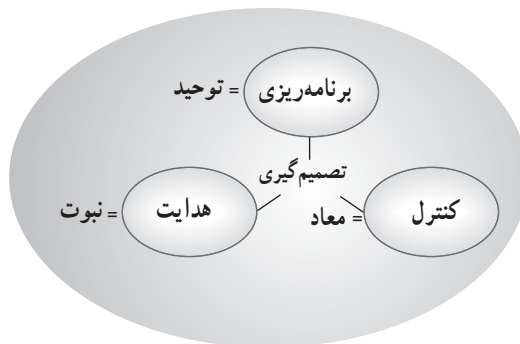 برنامه‌ریزی = توحید
تصمیم‌گیری
کنترل = معاد
هدایت = نبوت